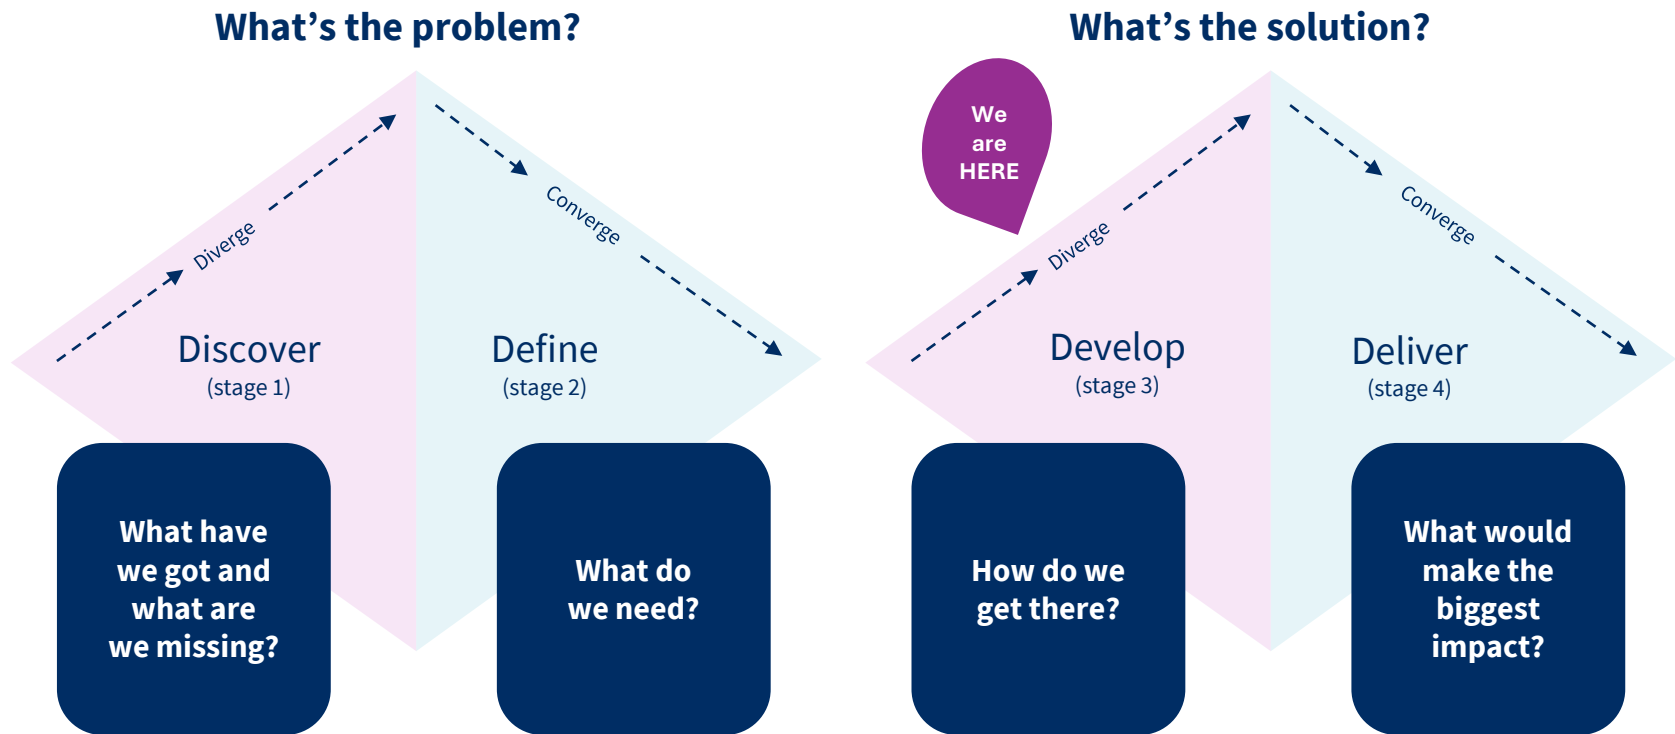 What’s the problem?
Diverge
Converge
Discover
(stage 1)
Define
(stage 2)
What have
we got and
what are
we missing?
What do
we need?
What’s the solution?
We
are
HERE
Diverge
Converge
Develop
(stage 3)
Deliver
(stage 4)
How do we
get there?
What would
make the
biggest
impact?